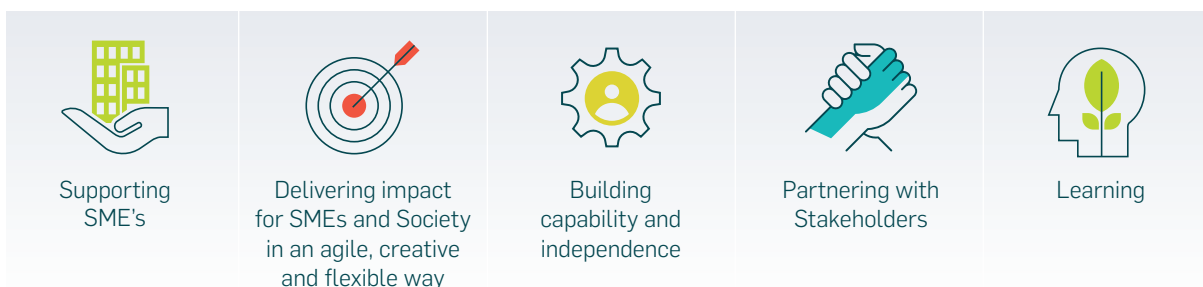 Supporting
SME's
Delivering impact
for SMEs and Society
in an agile, creative
and flexible way
Building
capability and
independence
Partnering with
Stakeholders
Learning